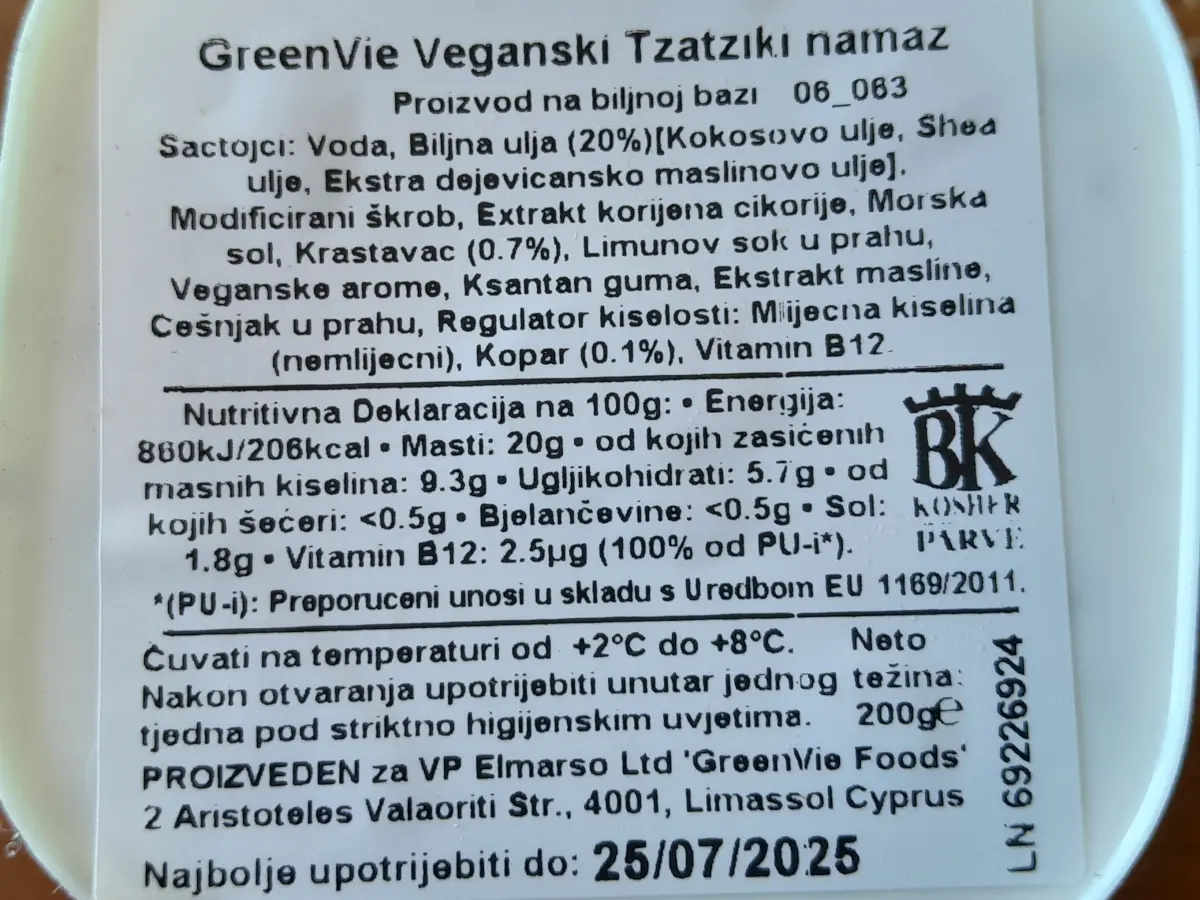 GreenVie Veganski Tzatziki namaz
Proizvod na biljnoj bazi 06_063
Sactojci: Voda, Biljna ulja (20%)[Kokosovo ulje, Shea
ulje, Ekstra dejevicansko maslinovo ulje],
Modificirani škrob, Extrakt korijena cikorije, Morska
sol, Krastavac (0.7%), Limunov sok u prahu,
Veganske arome, Ksantan guma, Ekstrakt masline,
Cešnjak u prahu, Regulator kiselosti: Mlijecna kiselina
(nemlijecni), Kopar (0.1%), Vitamin B12.
Nutritivna Deklaracija na 100g: • Energija:
860kJ/206kcal • Masti: 20g • od kojih zasićenih
masnih kiselina: 9.3g • Ugljikohidrati: 5.7g • od
kojih šećeri: <0.5g • Bjelančevine: <0.5g • Sol:
1.8g • Vitamin B12: 2.5µg (100% od PU-i*).
*(PU-i): Preporuceni unosi u skladu s Uredbom EU 1169/2011.
BK
KOSHER
PARVE
Čuvati na temperaturi od +2°C do +8°C.
Nakon otvaranja upotrijebiti unutar jednog
tjedna pod striktno higijenskim uvjetima.
Neto
težina:
200g℮
PROIZVEDEN za VP Elmarso Ltd 'GreenVie Foods'
2 Aristoteles Valaoriti Str., 4001, Limassol Cyprus
Najbolje upotrijebiti do: 25/07/2025
LN 69226924